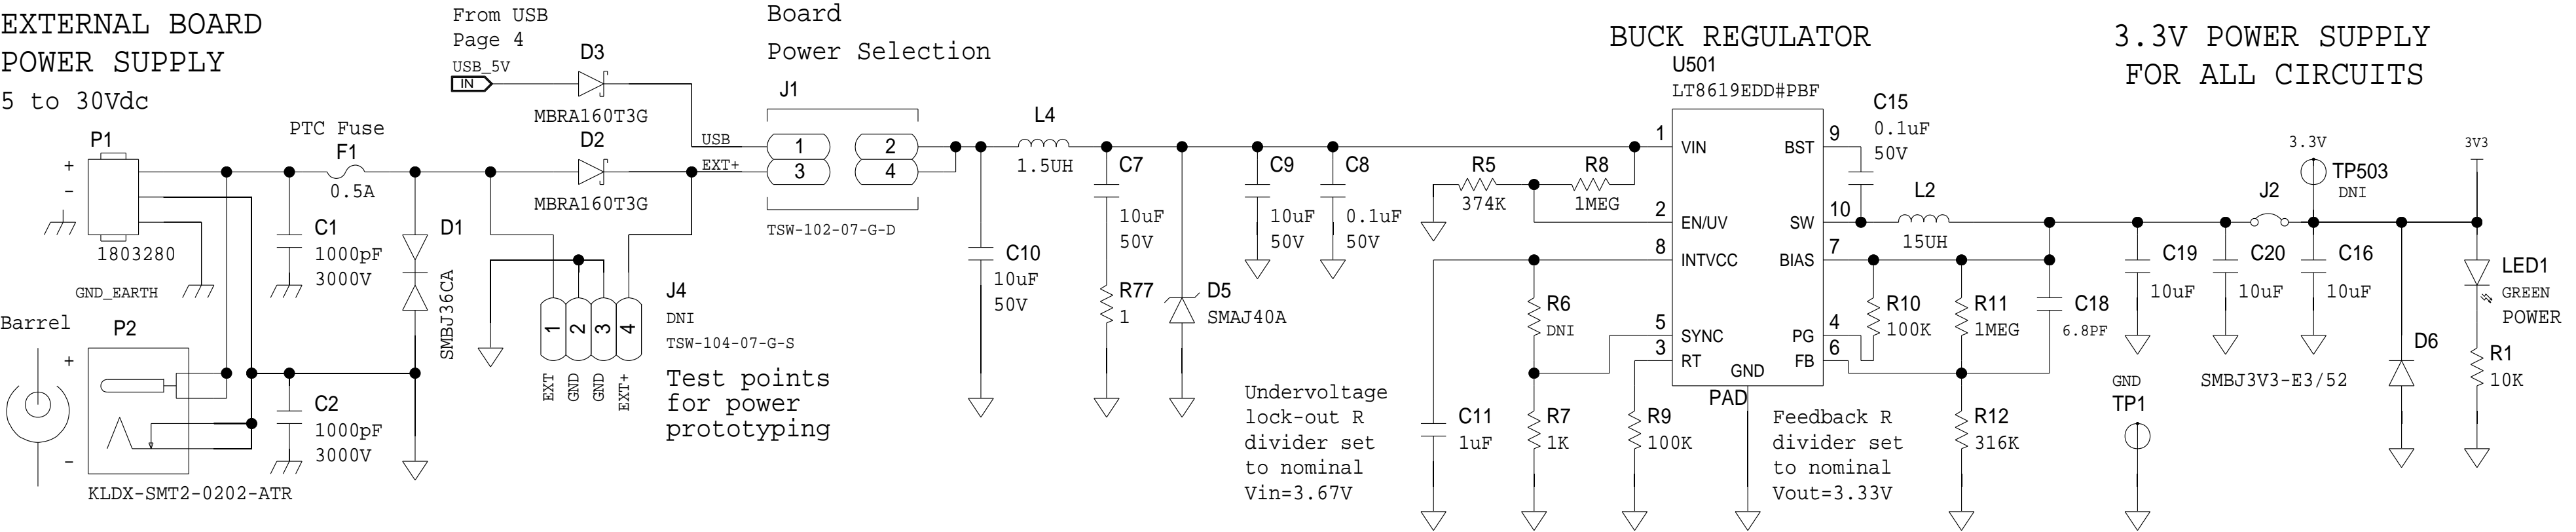 EXTERNAL BOARD
POWER SUPPLY
5 to 30Vdc
P1
+
-
1803280
GND_EARTH
Barrel
+
-
P2
KLDX-SMT2-0202-ATR
PTC Fuse
F1
0.5A
C1
1000pF
3000V
D1
SMBJ36CA
C2
1000pF
3000V
From USB
Page 4
USB_5V
IN
D3
MBRA160T3G
D2
MBRA160T3G
USB
EXT+
J4
DNI
TSW-104-07-G-S
1
2
3
4
EXT
GND
GND
EXT+
Test points
for power
prototyping
Board
Power Selection
J1
1
2
3
4
TSW-102-07-G-D
L4
1.5UH
C10
10uF
50V
C7
10uF
50V
R77
1
D5
SMAJ40A
C9
10uF
50V
C8
0.1uF
50V
Undervoltage
lock-out R
divider set
to nominal
Vin=3.67V
R5
374K
R8
1MEG
C11
1uF
R6
DNI
R7
1K
R9
100K
BUCK REGULATOR
U501
LT8619EDD#PBF
1
VIN
2
EN/UV
8
INTVCC
5
SYNC
3
RT
9
BST
10
SW
7
BIAS
4
PG
6
FB
GND
PAD
C15
0.1uF
50V
L2
15UH
R10
100K
R11
1MEG
C18
6.8PF
R12
316K
Feedback R
divider set
to nominal
Vout=3.33V
3.3V POWER SUPPLY
FOR ALL CIRCUITS
C19
10uF
C20
10uF
J2
C16
10uF
3.3V
TP503
DNI
3V3
SMBJ3V3-E3/52
D6
LED1
GREEN
POWER
R1
10K
GND
TP1